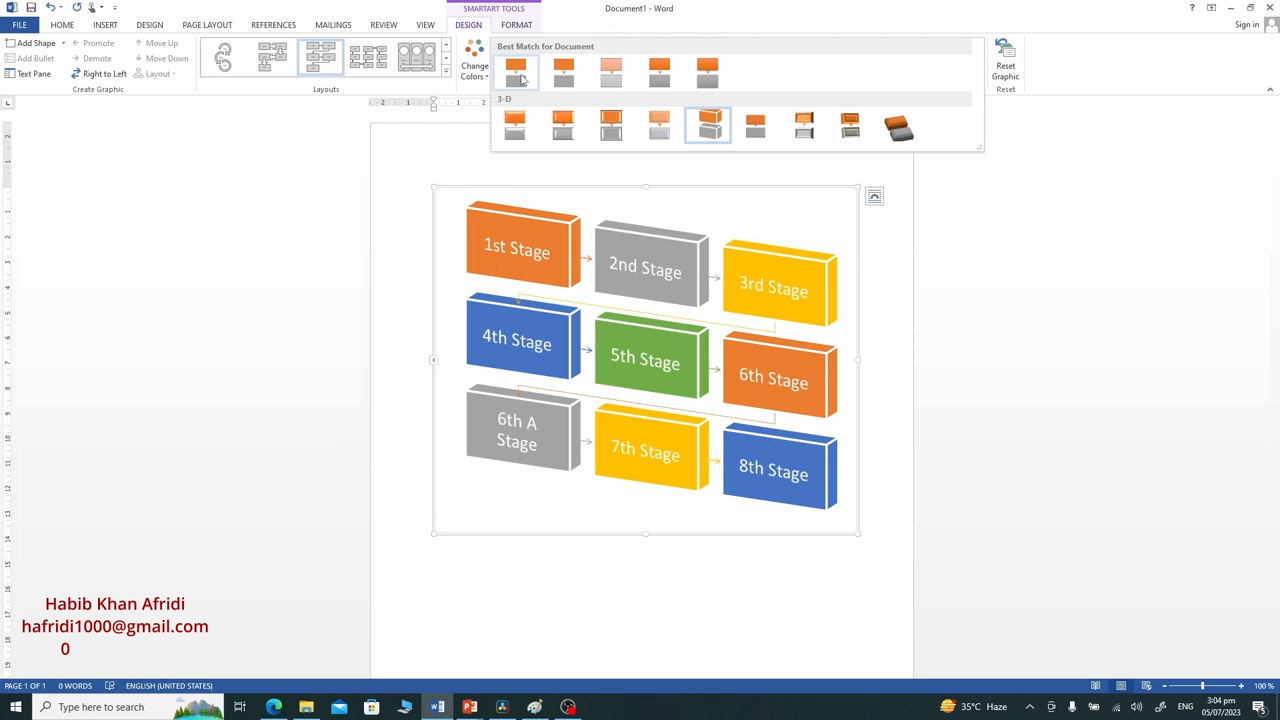 SMARTART TOOLS
Document1 - Word
FILE HOME INSERT DESIGN PAGE LAYOUT REFERENCES MAILINGS REVIEW VIEW DESIGN FORMAT Sign in
Add Shape Promote Move Up
Add Bullet Demote Move Down
Text Pane Right to Left Layout
Create Graphic
Layouts
Change
Colors
Best Match for Document
3-D
Reset
Graphic
Reset
1st Stage
2nd Stage
3rd Stage
4th Stage
5th Stage
6th Stage
6th A
Stage
7th Stage
8th Stage
Habib Khan Afridi
hafridi1000@gmail.com
0
PAGE 1 OF 1 0 WORDS ENGLISH (UNITED STATES) 100 %
Type here to search
35°C Haze
ENG
3:04 pm
05/07/2023